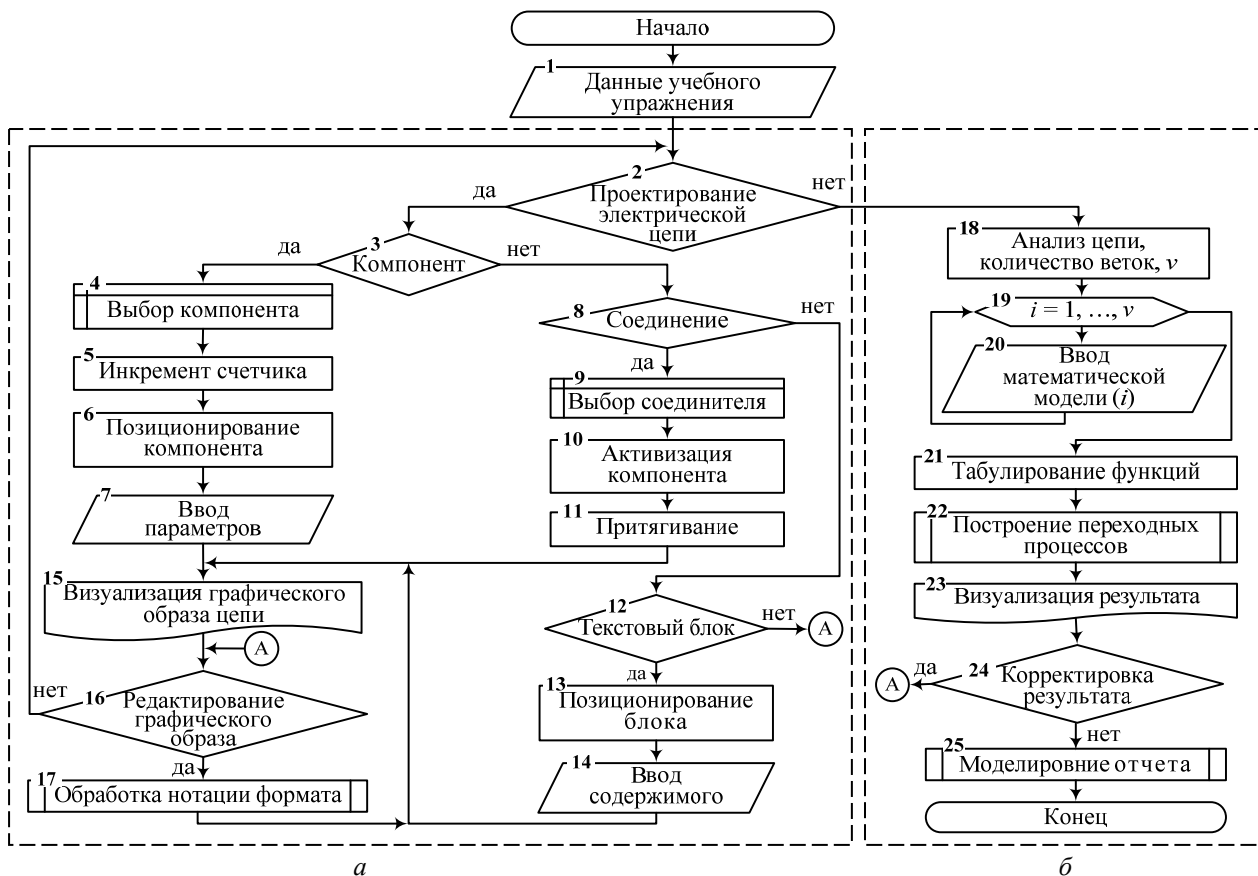 Начало
1
Данные учебного
упражнения
2
Проектирование
электрической
цепи
да
нет
3
Компонент
да
нет
4
Выбор компонента
5
Инкремент счетчика
6
Позиционирование
компонента
7
Ввод
параметров
8
Соединение
нет
да
9
Выбор соединителя
10
Активизация
компонента
11
Притягивание
12
Текстовый блок
нет
А
да
13
Позиционирование
блока
14
Ввод
содержимого
15
Визуализация графического
образа цепи
А
16
Редактирование
графического
образа
нет
да
17
Обработка нотации формата
а
18
Анализ цепи,
количество веток, v
19
i = 1, …, v
20
Ввод
математической
модели (i)
21
Табулирование функций
22
Построение переходных
процессов
23
Визуализация результата
24
Корректировка
результата
да
А
нет
25
Моделировние отчета
Конец
б